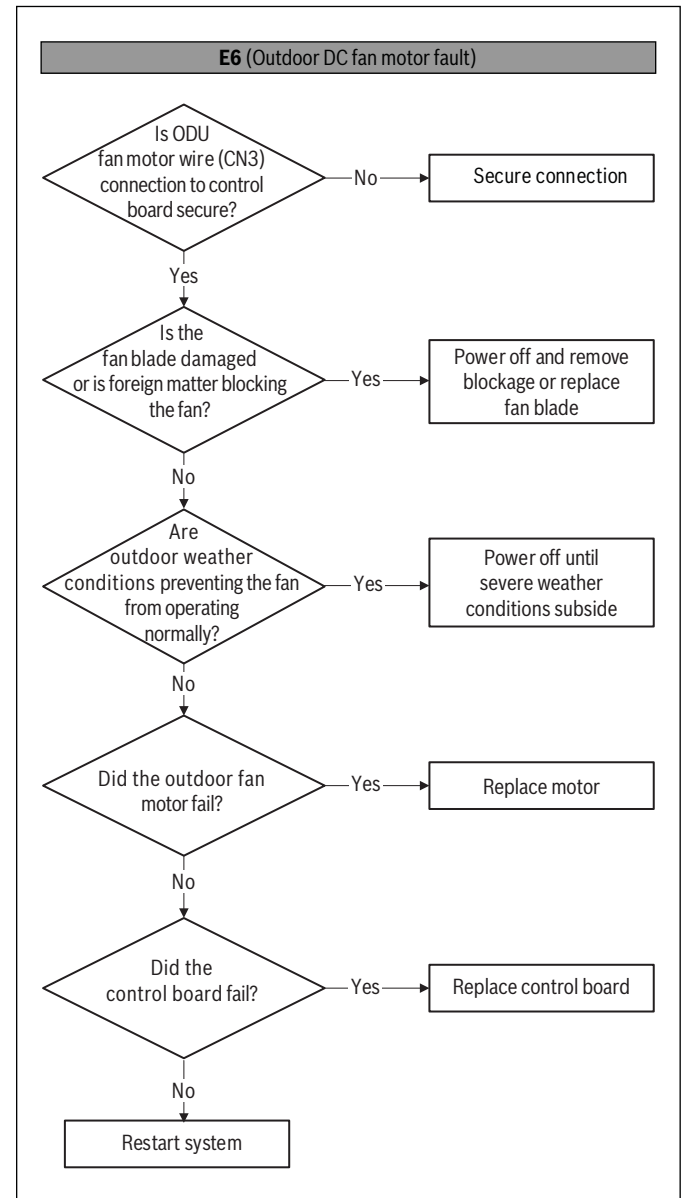 E6 (Outdoor DC fan motor fault)
Is ODU
fan motor wire (CN3)
connection to control
board secure?
No
Secure connection
Yes
Is the
fan blade damaged
or is foreign matter blocking
the fan?
Yes
Power off and remove
blockage or replace
fan blade
No
Are
outdoor weather
conditions preventing the fan
from operating
normally?
Yes
Power off until
severe weather
conditions subside
No
Did the outdoor fan
motor fail?
Yes
Replace motor
No
Did the
control board fail?
Yes
Replace control board
No
Restart system